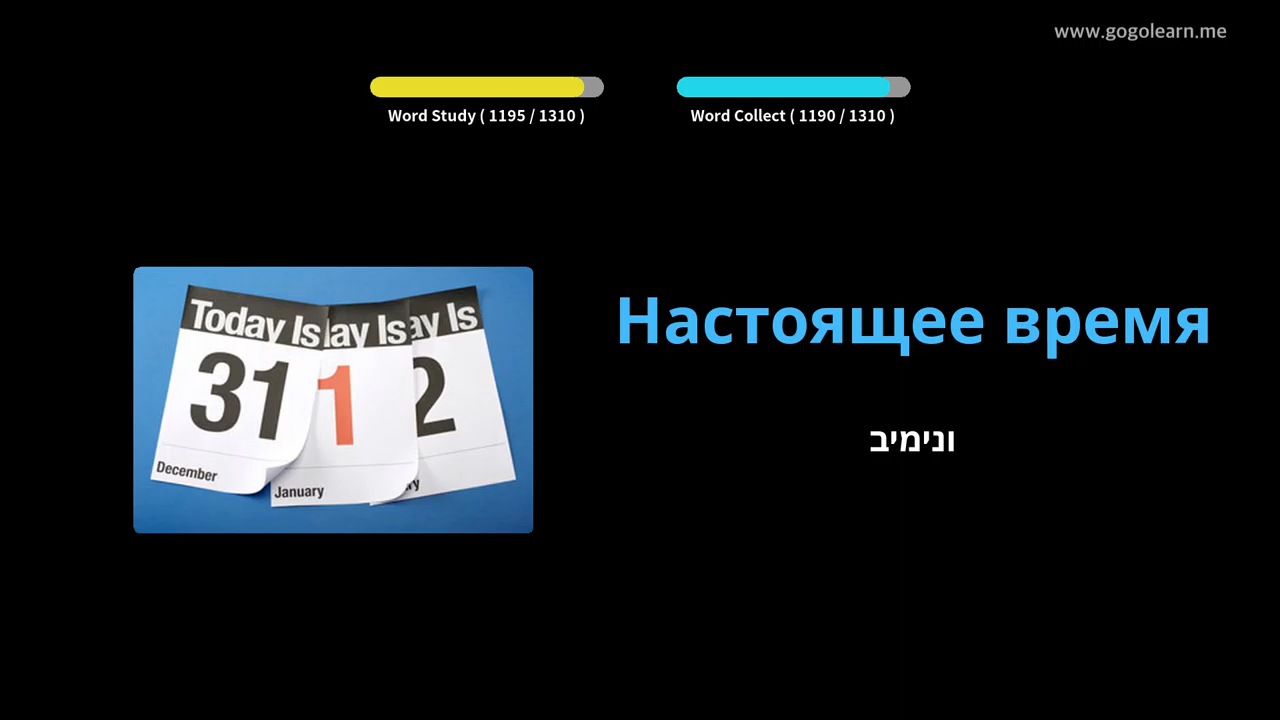 www.gogolearn.me
Word Study ( 1195 / 1310 )
Word Collect ( 1190 / 1310 )
Today Is
ay Is
ay Is
31
1
2
December
January
ry
Настоящее время
ונימיב